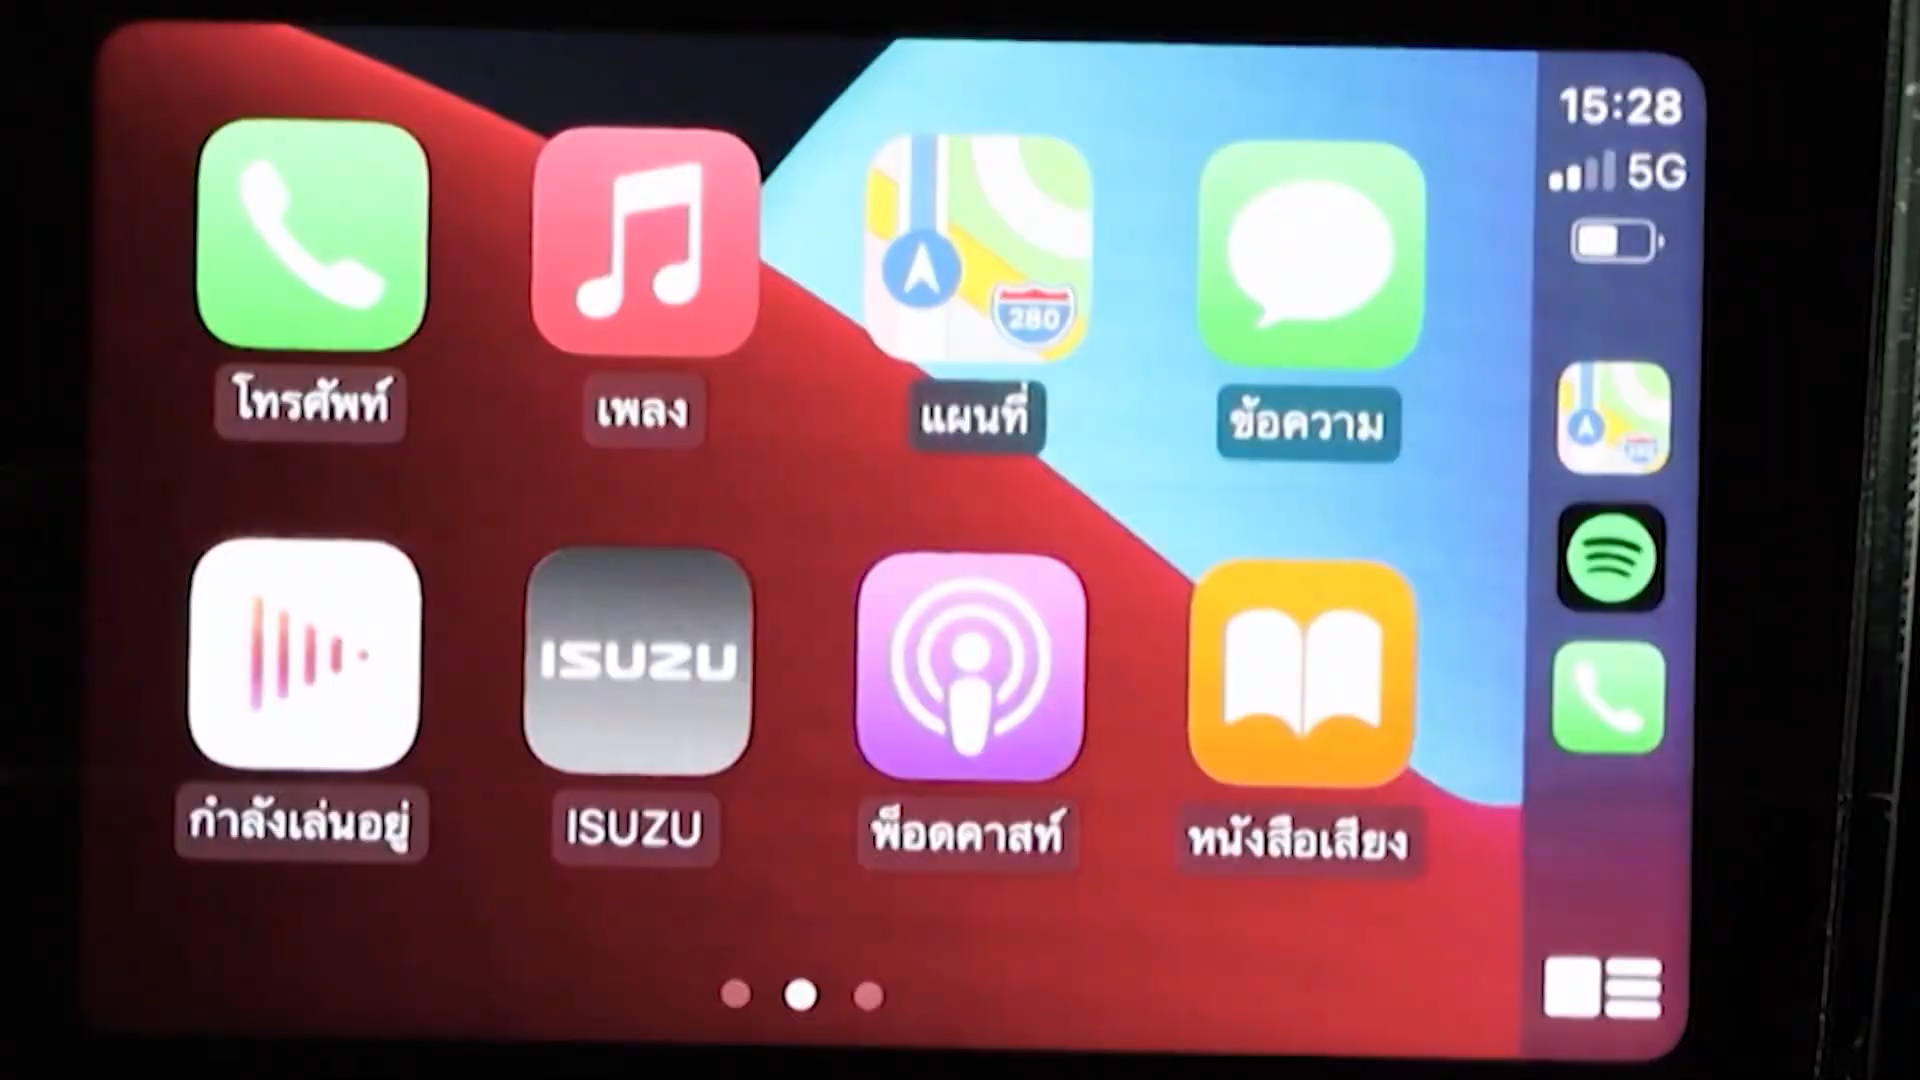 15:28
5G
280
โทรศัพท์
เพลง
แผนที่
ข้อความ
280
ISUZU
กำลังเล่นอยู่
ISUZU
พ็อดคาสท์
หนังสือเสียง